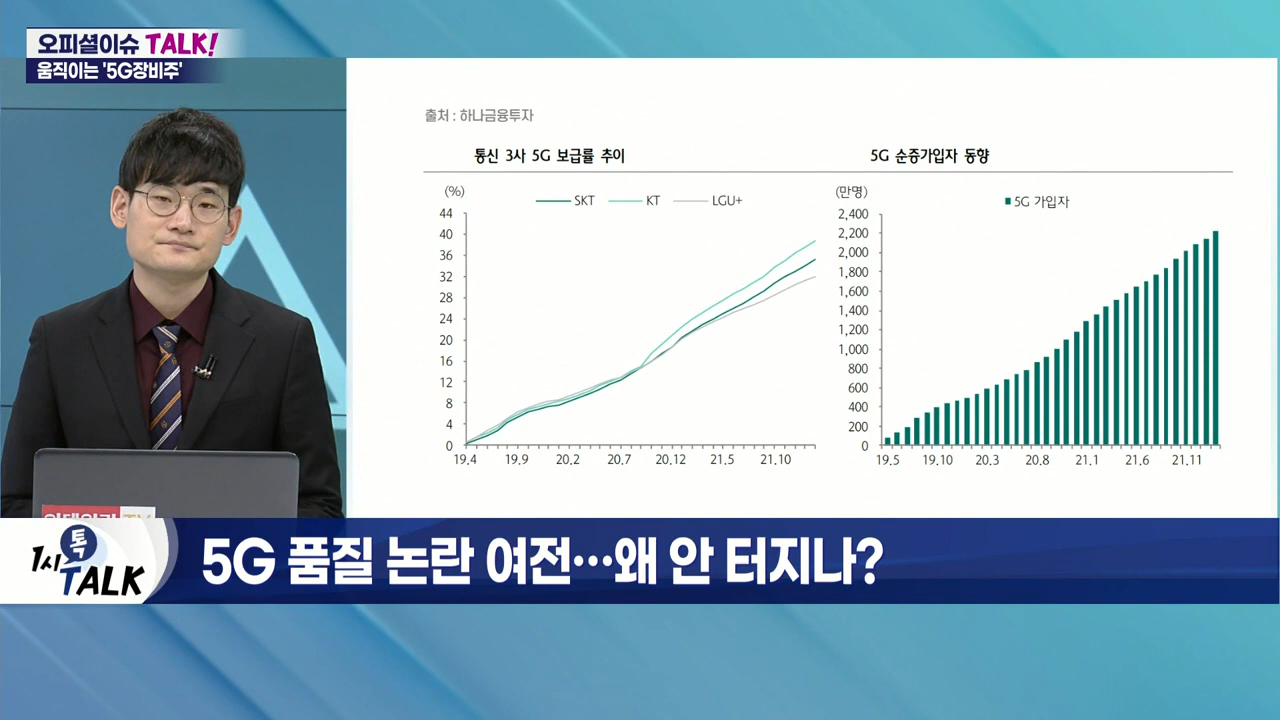 오피셜이슈 TALK!
움직이는 '5G장비주'
출처 : 하나금융투자
통신 3사 5G 보급률 추이
(%)
SKT KT LGU+
44
40
36
32
28
24
20
16
12
8
4
0
19.4 19.9 20.2 20.7 20.12 21.5 21.10
5G 순증가입자 동향
(만명)
5G 가입자
2,400
2,200
2,000
1,800
1,600
1,400
1,200
1,000
800
600
400
200
0
19.5 19.10 20.3 20.8 21.1 21.6 21.11
1시 톡 TALK
5G 품질 논란 여전…왜 안 터지나?